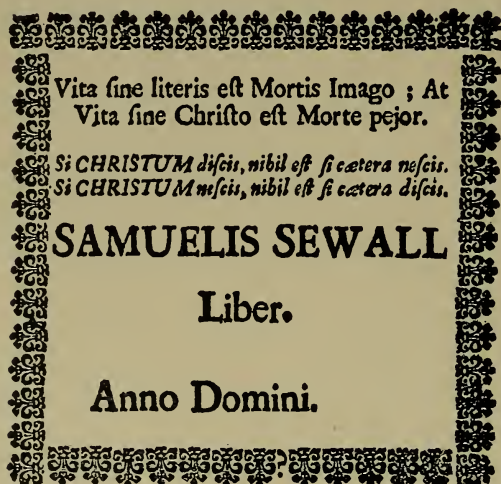 Vita ſine literis eſt Mortis Imago ; At
Vita ſine Chriſto eſt Morte pejor.
Si CHRISTUM diſcis, nihil eſt ſi cætera neſcis.
Si CHRISTUM neſcis, nihil eſt ſi cætera diſcis.
SAMUELIS SEWALL
Liber.
Anno Domini.